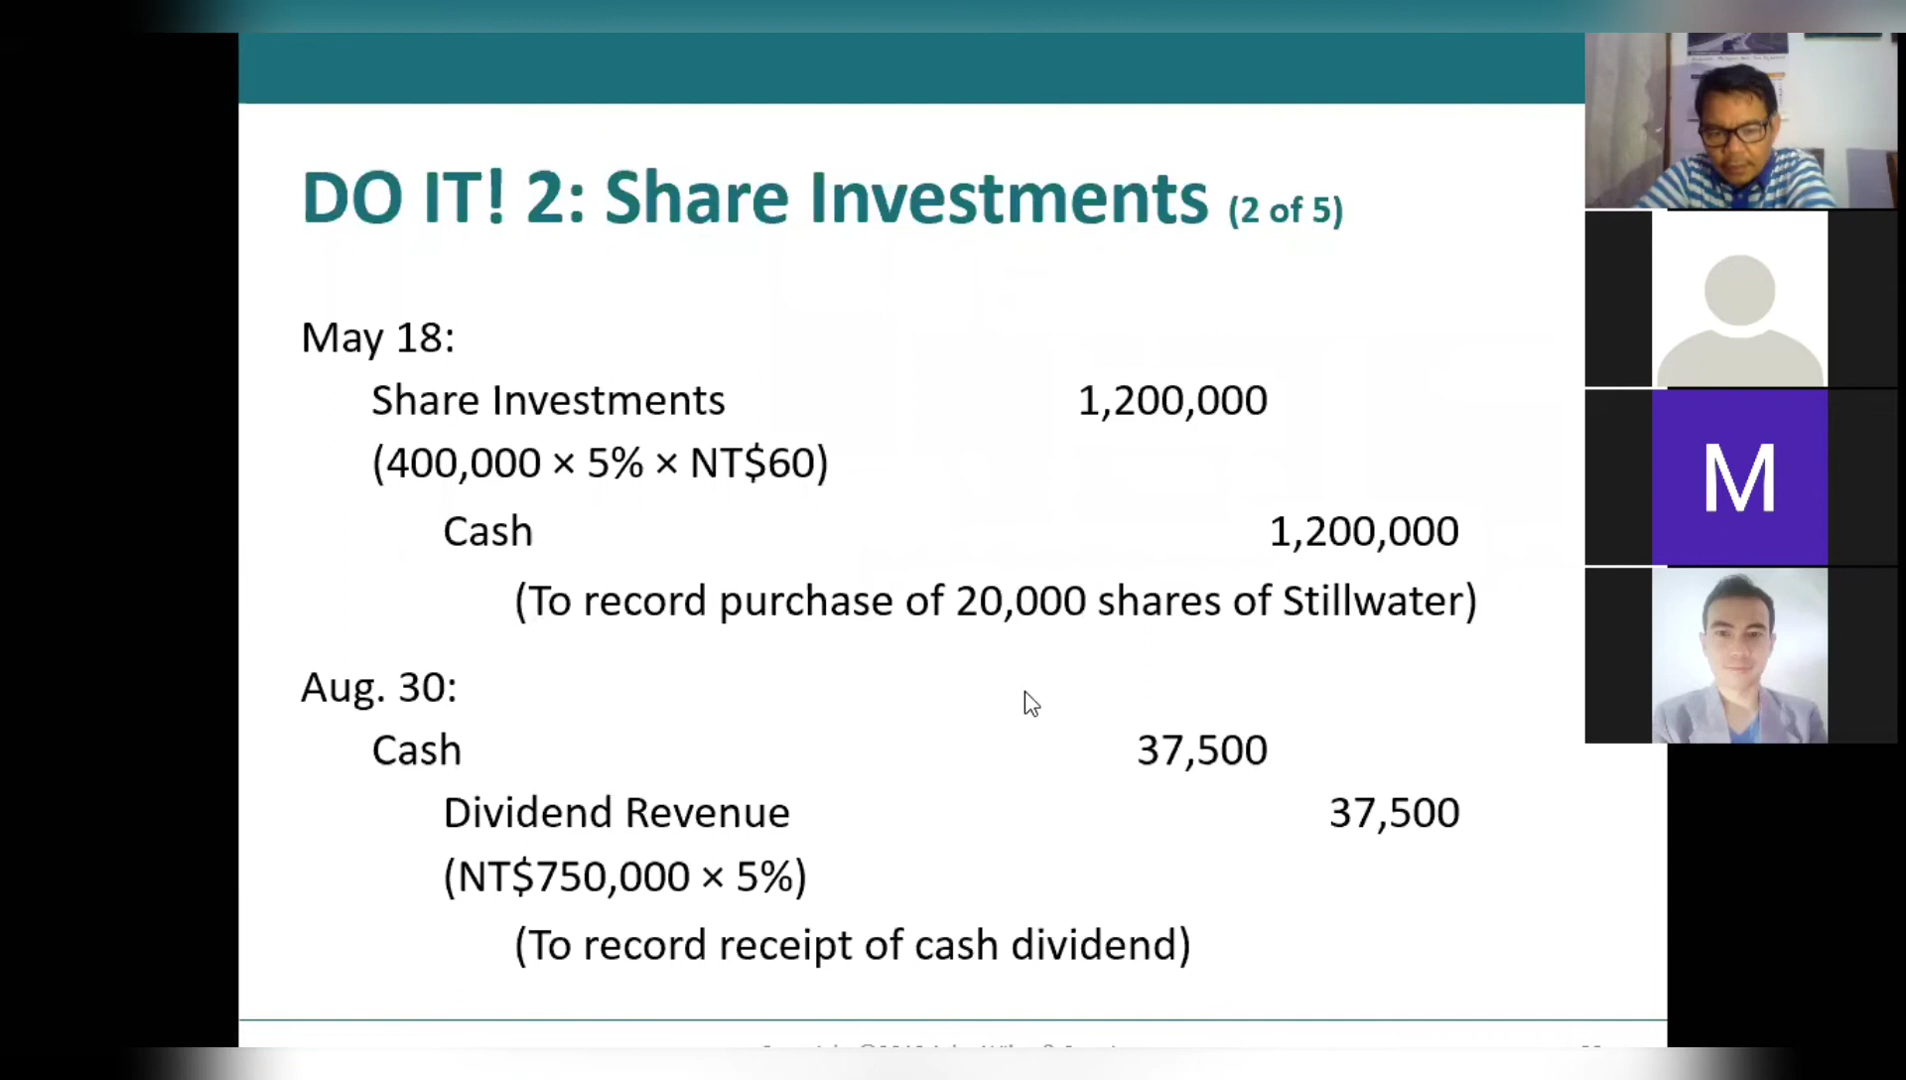 DO IT! 2: Share Investments (2 of 5)
May 18:
Share Investments 1,200,000
(400,000 × 5% × NT$60)
Cash 1,200,000
(To record purchase of 20,000 shares of Stillwater)
Aug. 30:
Cash 37,500
Dividend Revenue 37,500
(NT$750,000 × 5%)
(To record receipt of cash dividend)
M